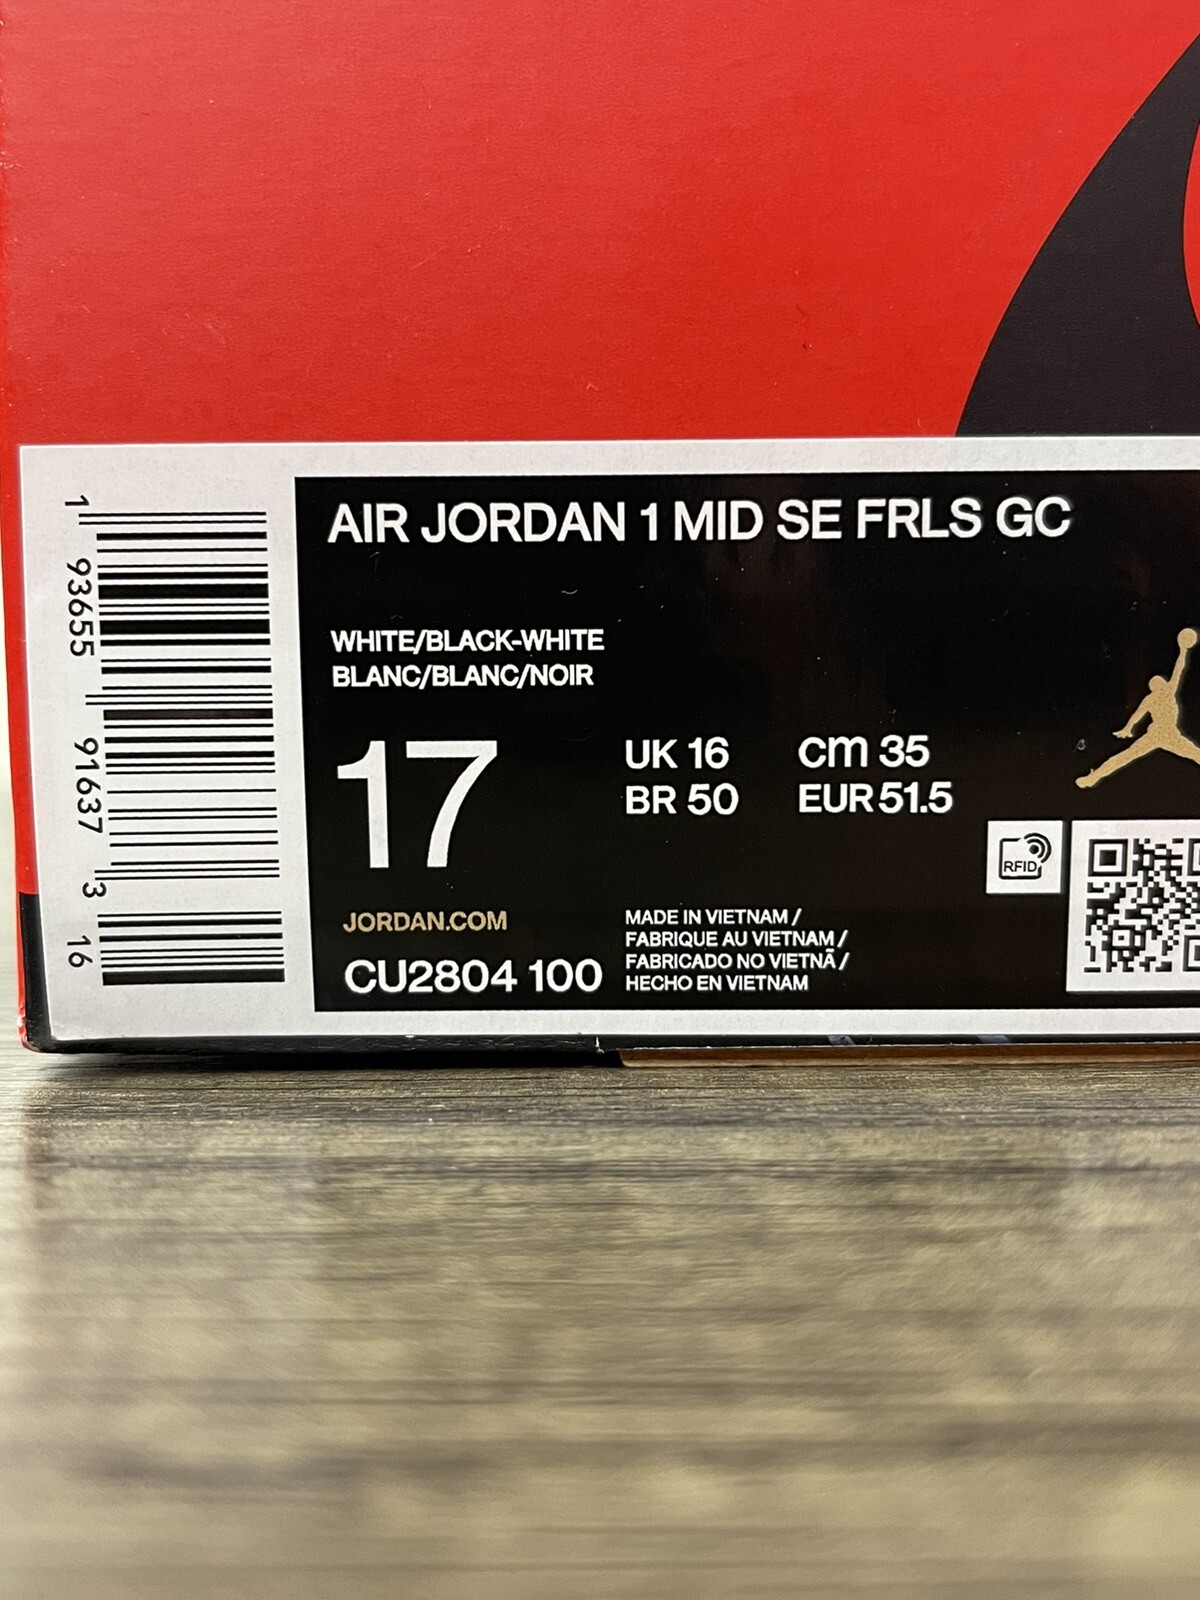 1 93655 91637 3 16
AIR JORDAN 1 MID SE FRLS GC
WHITE/BLACK-WHITE
BLANC/BLANC/NOIR
17
UK 16 cm 35
BR 50 EUR 51.5
RFID
JORDAN.COM
CU2804 100
MADE IN VIETNAM /
FABRIQUE AU VIETNAM /
FABRICADO NO VIETNÃ /
HECHO EN VIETNAM